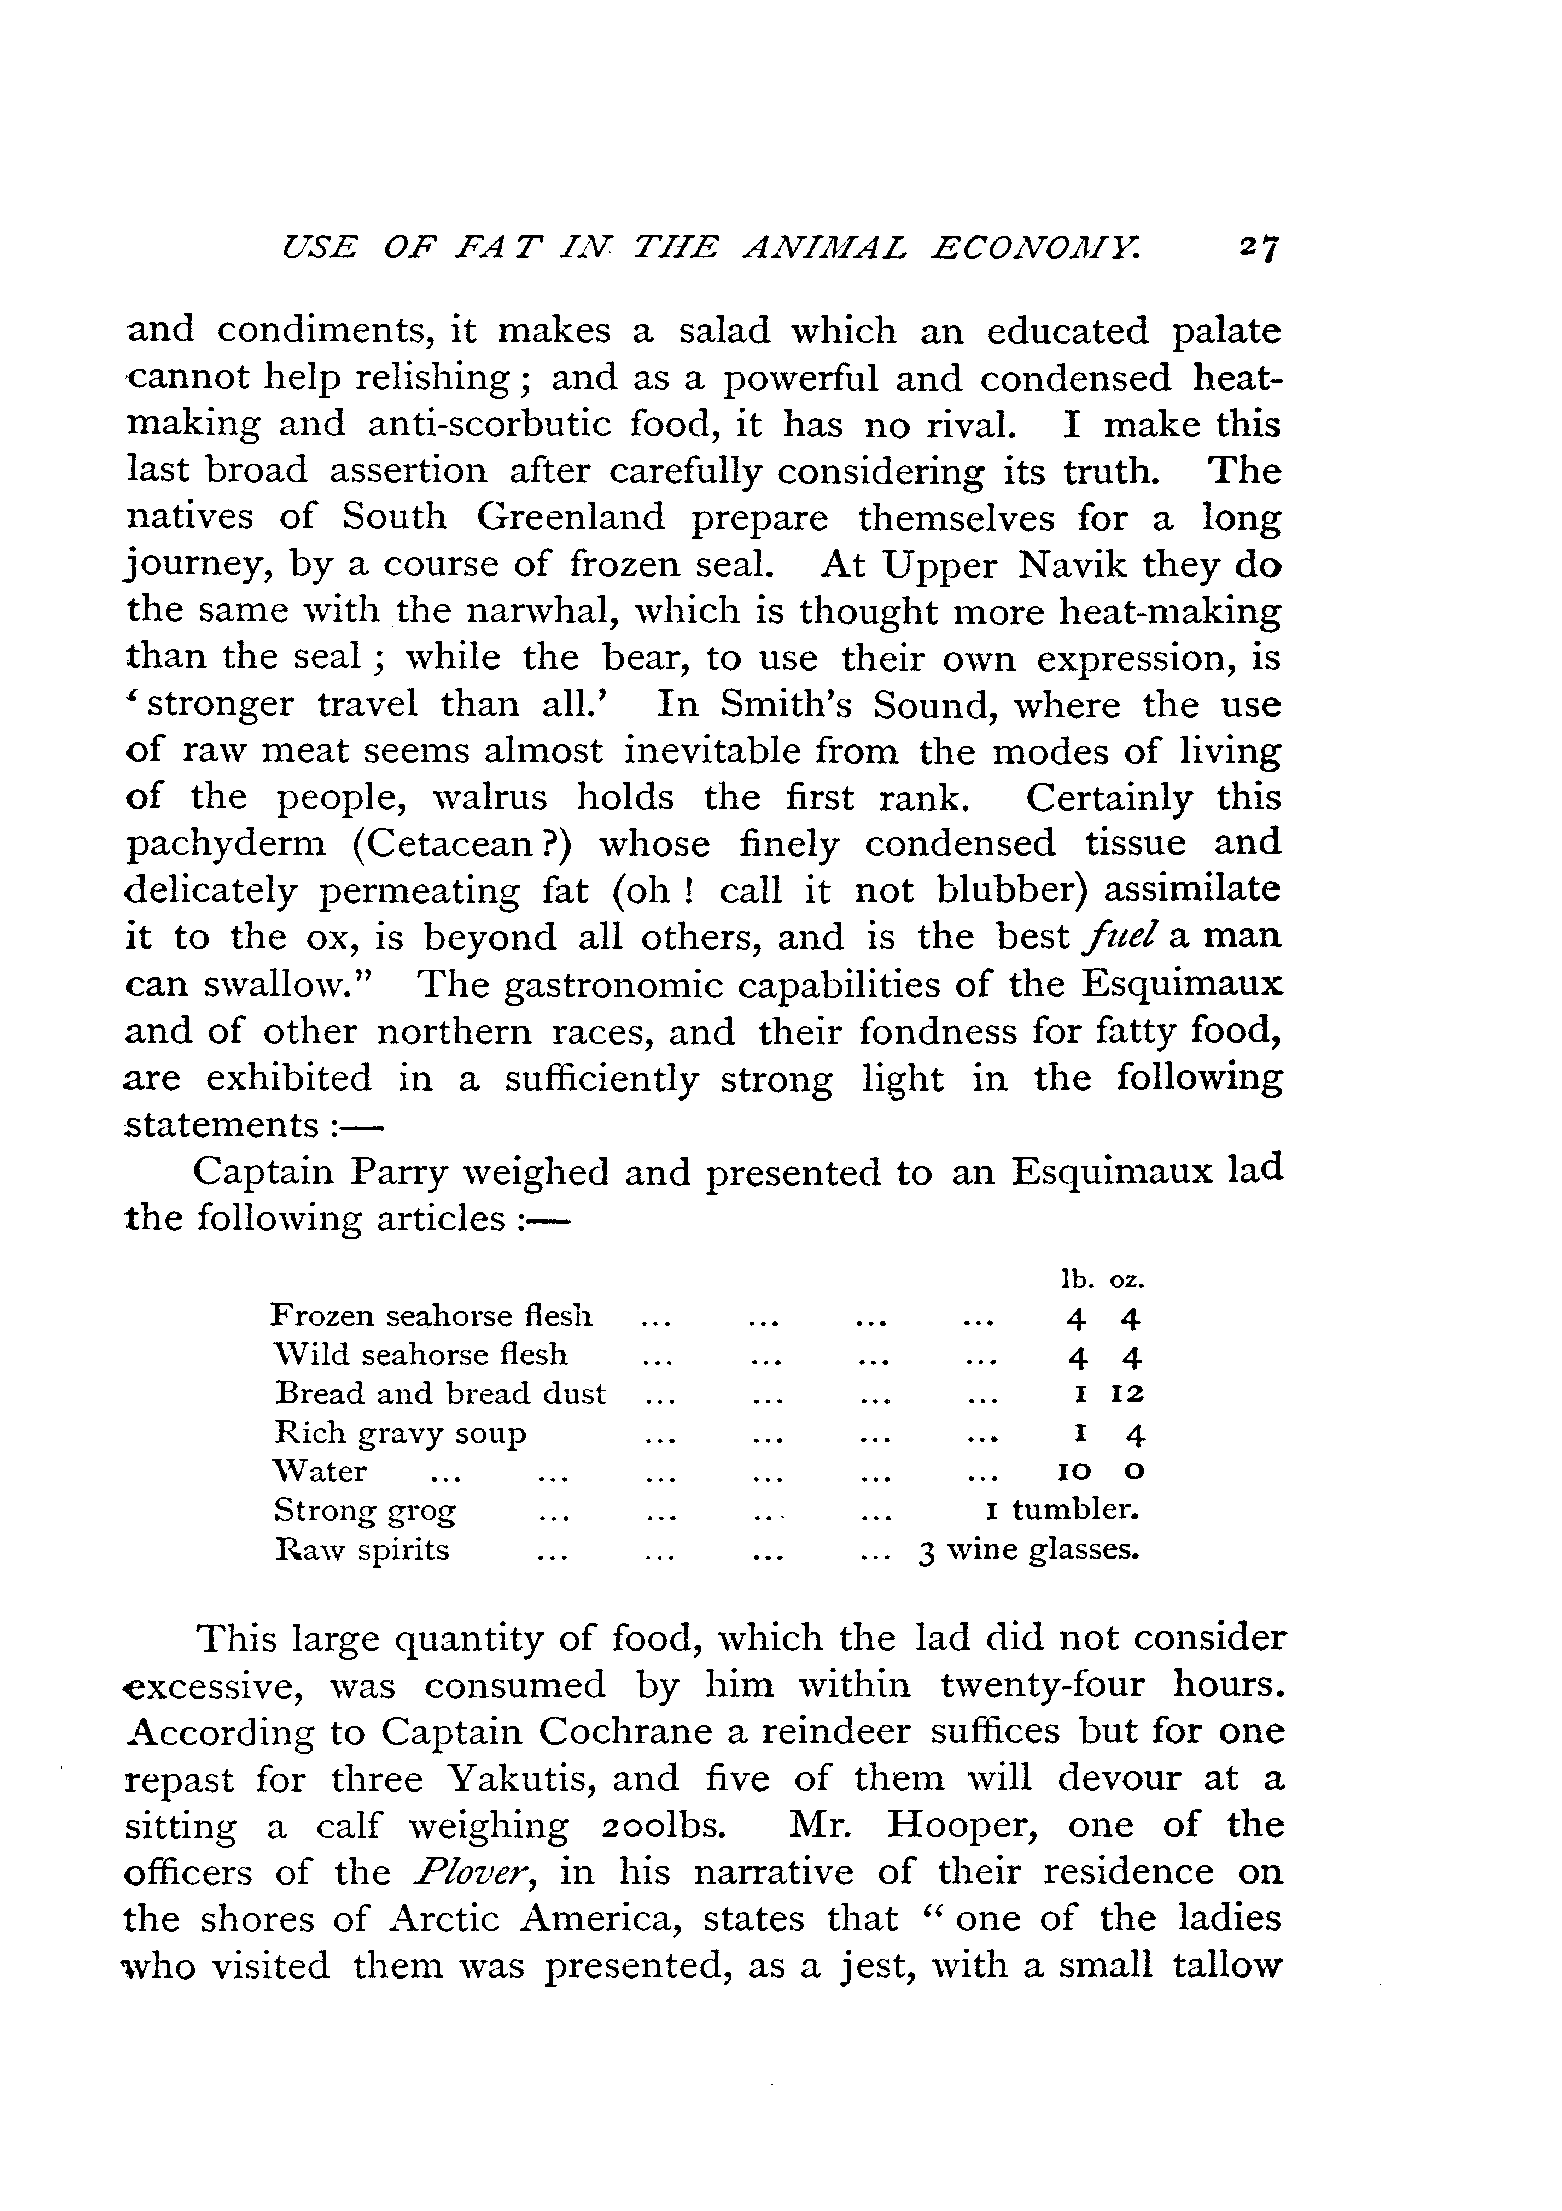 USE OF FAT IN THE ANIMAL ECONOMY. 27
and condiments, it makes a salad which an educated palate
cannot help relishing; and as a powerful and condensed heat-
making and anti-scorbutic food, it has no rival. I make this
last broad assertion after carefully considering its truth. The
natives of South Greenland prepare themselves for a long
journey, by a course of frozen seal. At Upper Navik they do
the same with the narwhal, which is thought more heat-making
than the seal; while the bear, to use their own expression, is
‘stronger travel than all.’ In Smith’s Sound, where the use
of raw meat seems almost inevitable from the modes of living
of the people, walrus holds the first rank. Certainly this
pachyderm (Cetacean?) whose finely condensed tissue and
delicately permeating fat (oh! call it not blubber) assimilate
it to the ox, is beyond all others, and is the best fuel a man
can swallow.” The gastronomic capabilities of the Esquimaux
and of other northern races, and their fondness for fatty food,
are exhibited in a sufficiently strong light in the following
statements :—
Captain Parry weighed and presented to an Esquimaux lad
the following articles :—
lb. oz.
Frozen seahorse flesh ... ... ... ... 4 4
Wild seahorse flesh ... ... ... ... 4 4
Bread and bread dust ... ... ... ... 1 12
Rich gravy soup ... ... ... ... 1 4
Water ... ... ... ... ... ... 10 0
Strong grog ... ... ... ... 1 tumbler.
Raw spirits ... ... ... ... 3 wine glasses.
This large quantity of food, which the lad did not consider
excessive, was consumed by him within twenty-four hours.
According to Captain Cochrane a reindeer suffices but for one
repast for three Yakutis, and five of them will devour at a
sitting a calf weighing 200lbs. Mr. Hooper, one of the
officers of the Plover, in his narrative of their residence on
the shores of Arctic America, states that “one of the ladies
who visited them was presented, as a jest, with a small tallow